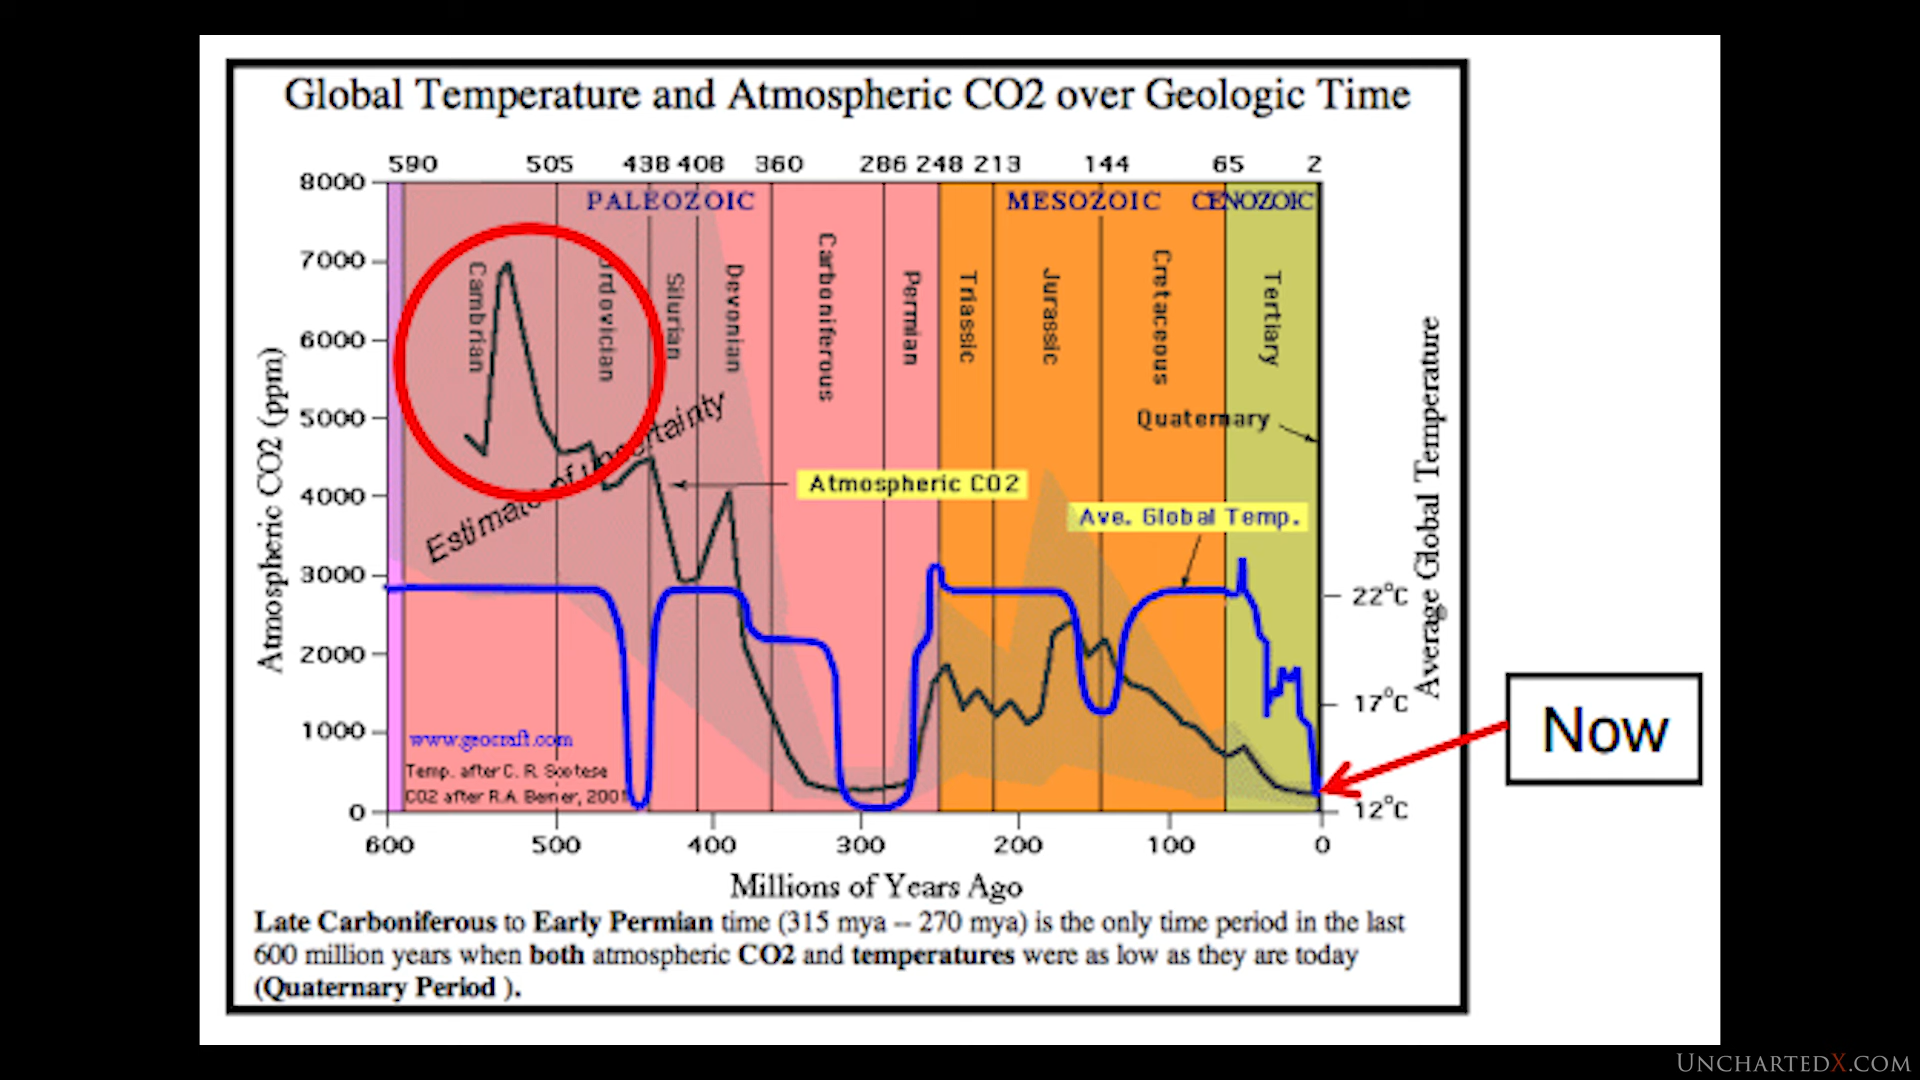 Global Temperature and Atmospheric CO2 over Geologic Time
590 505 438 408 360 286 248 213 144 65 2
8000
7000
6000
5000
4000
3000
2000
1000
0
Atmospheric CO2 (ppm)
PALEOZOIC MESOZOIC CENOZOIC
Cambrian
Ordovician
Silurian
Devonian
Carboniferous
Permian
Triassic
Jurassic
Cretaceous
Tertiary
Quaternary
Estimate of uncertainty
Atmospheric CO2
Ave. Global Temp.
22°C
17°C
12°C
Average Global Temperature
Now
www.geocraft.com
Temp. after C. R. Scotese
CO2 after R.A. Berner, 2001
600 500 400 300 200 100 0
Millions of Years Ago
Late Carboniferous to Early Permian time (315 mya -- 270 mya) is the only time period in the last
600 million years when both atmospheric CO2 and temperatures were as low as they are today
(Quaternary Period ).
UNCHARTEDX.COM